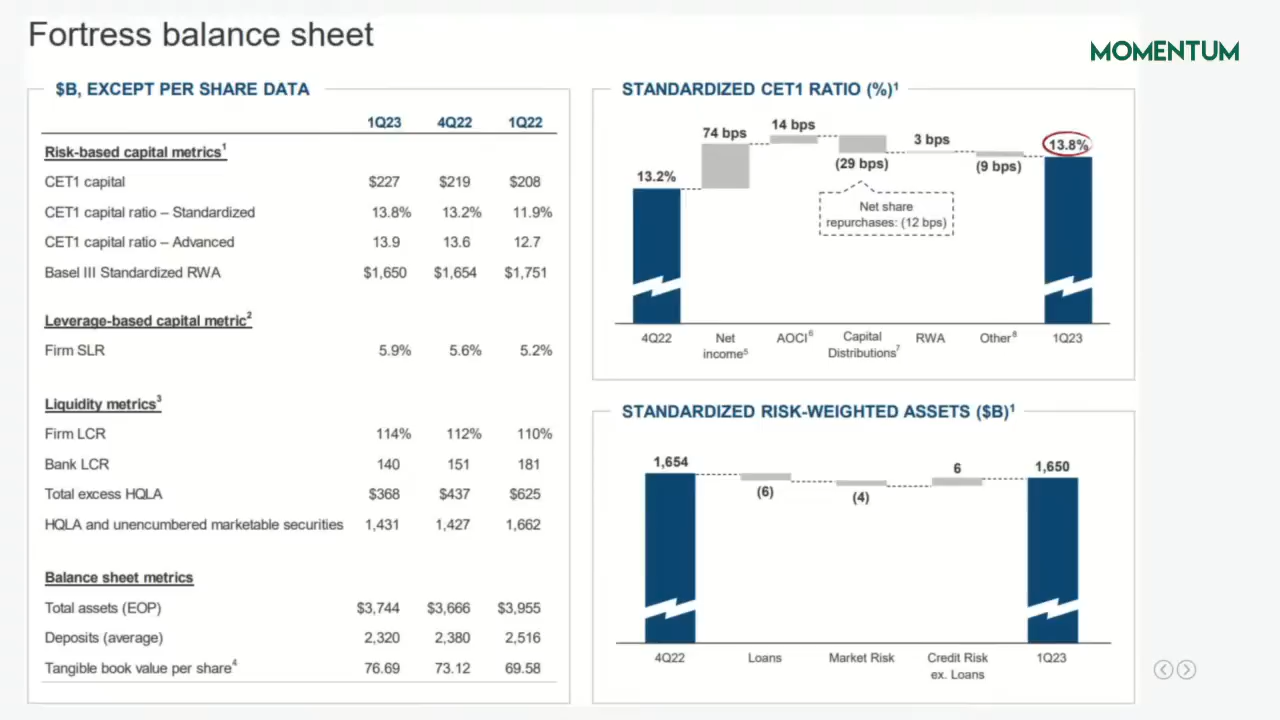 Fortress balance sheet
MOMENTUM
$B, EXCEPT PER SHARE DATA
1Q23 4Q22 1Q22
Risk-based capital metrics1
CET1 capital $227 $219 $208
CET1 capital ratio – Standardized 13.8% 13.2% 11.9%
CET1 capital ratio – Advanced 13.9 13.6 12.7
Basel III Standardized RWA $1,650 $1,654 $1,751
Leverage-based capital metric2
Firm SLR 5.9% 5.6% 5.2%
Liquidity metrics3
Firm LCR 114% 112% 110%
Bank LCR 140 151 181
Total excess HQLA $368 $437 $625
HQLA and unencumbered marketable securities 1,431 1,427 1,662
Balance sheet metrics
Total assets (EOP) $3,744 $3,666 $3,955
Deposits (average) 2,320 2,380 2,516
Tangible book value per share4 76.69 73.12 69.58
STANDARDIZED CET1 RATIO (%)1
13.2%
74 bps
14 bps
(29 bps)
3 bps
(9 bps)
13.8%
Net share
repurchases: (12 bps)
4Q22 Net AOCI6 Capital RWA Other8 1Q23
income5 Distributions7
STANDARDIZED RISK-WEIGHTED ASSETS ($B)1
1,654
(6)
(4)
6
1,650
4Q22 Loans Market Risk Credit Risk 1Q23
ex. Loans